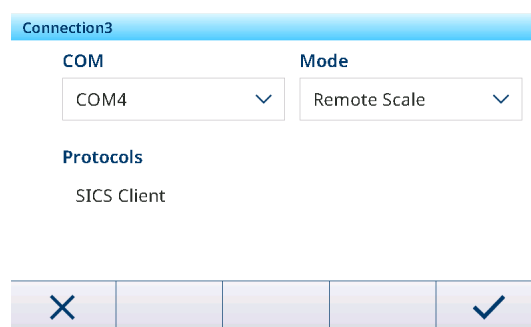 Connection3
COM
Mode
COM4
Remote Scale
Protocols
SICS Client